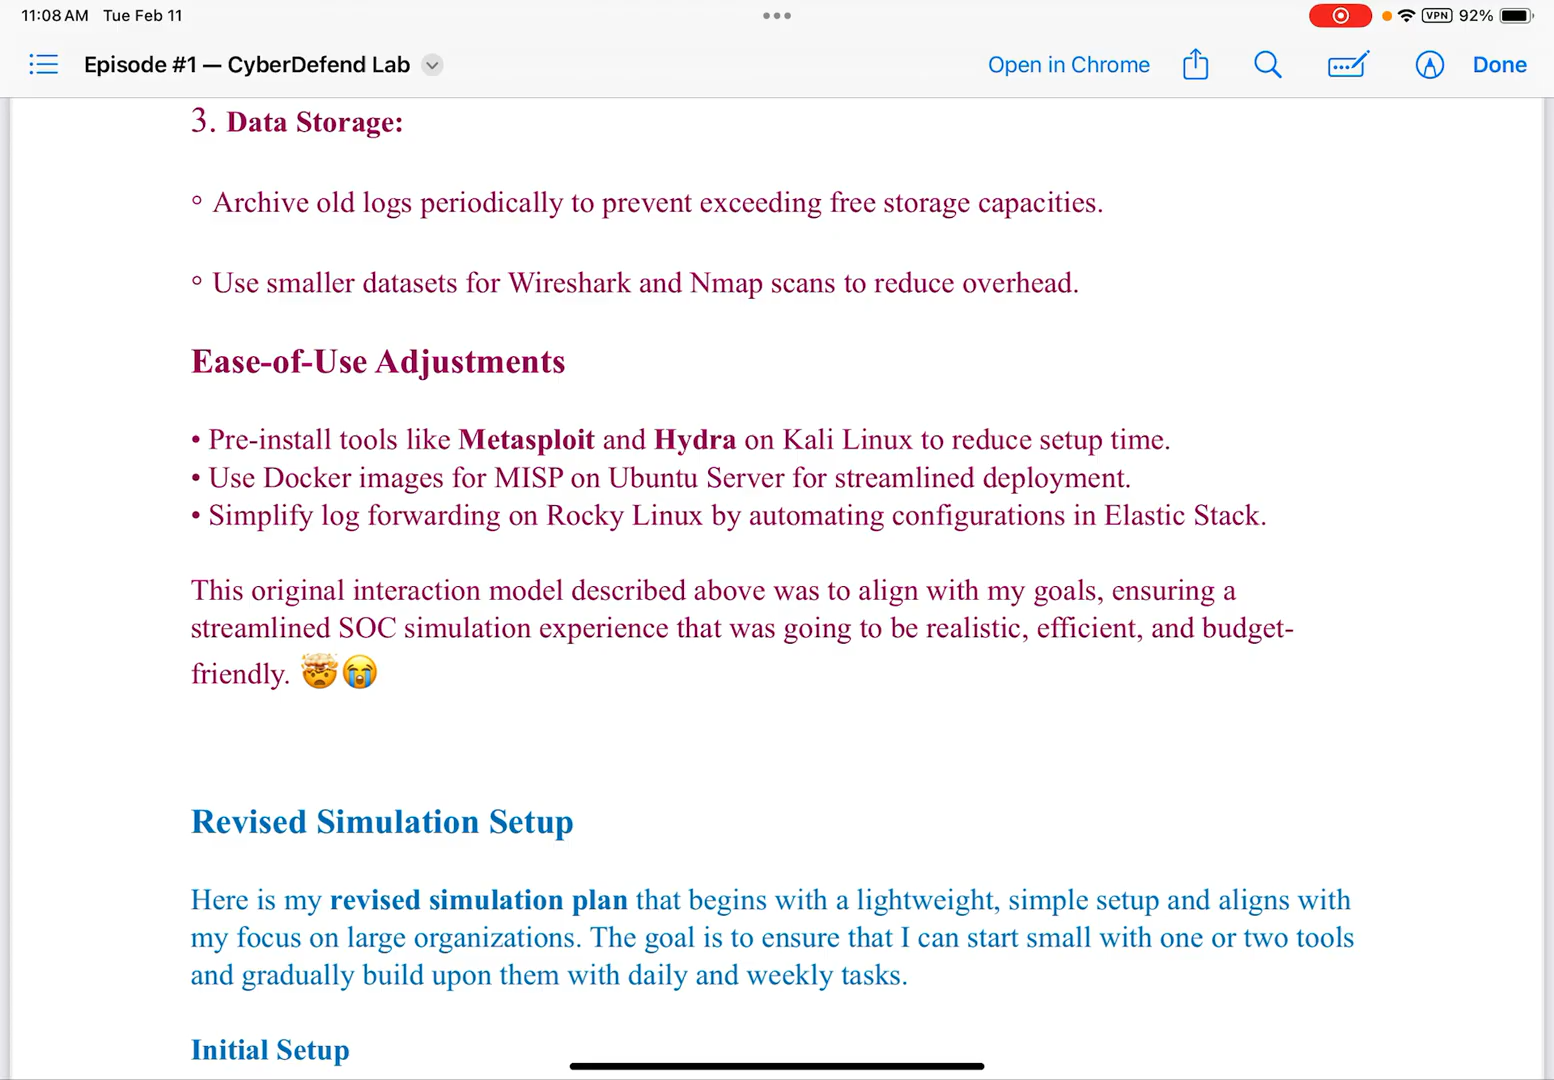 11:08 AM Tue Feb 11
VPN 92%
Episode #1 — CyberDefend Lab
Open in Chrome
Done
3. Data Storage:
◦ Archive old logs periodically to prevent exceeding free storage capacities.
◦ Use smaller datasets for Wireshark and Nmap scans to reduce overhead.
Ease-of-Use Adjustments
• Pre-install tools like Metasploit and Hydra on Kali Linux to reduce setup time.
• Use Docker images for MISP on Ubuntu Server for streamlined deployment.
• Simplify log forwarding on Rocky Linux by automating configurations in Elastic Stack.
This original interaction model described above was to align with my goals, ensuring a
streamlined SOC simulation experience that was going to be realistic, efficient, and budget-
friendly. 🤯😭
Revised Simulation Setup
Here is my revised simulation plan that begins with a lightweight, simple setup and aligns with
my focus on large organizations. The goal is to ensure that I can start small with one or two tools
and gradually build upon them with daily and weekly tasks.
Initial Setup